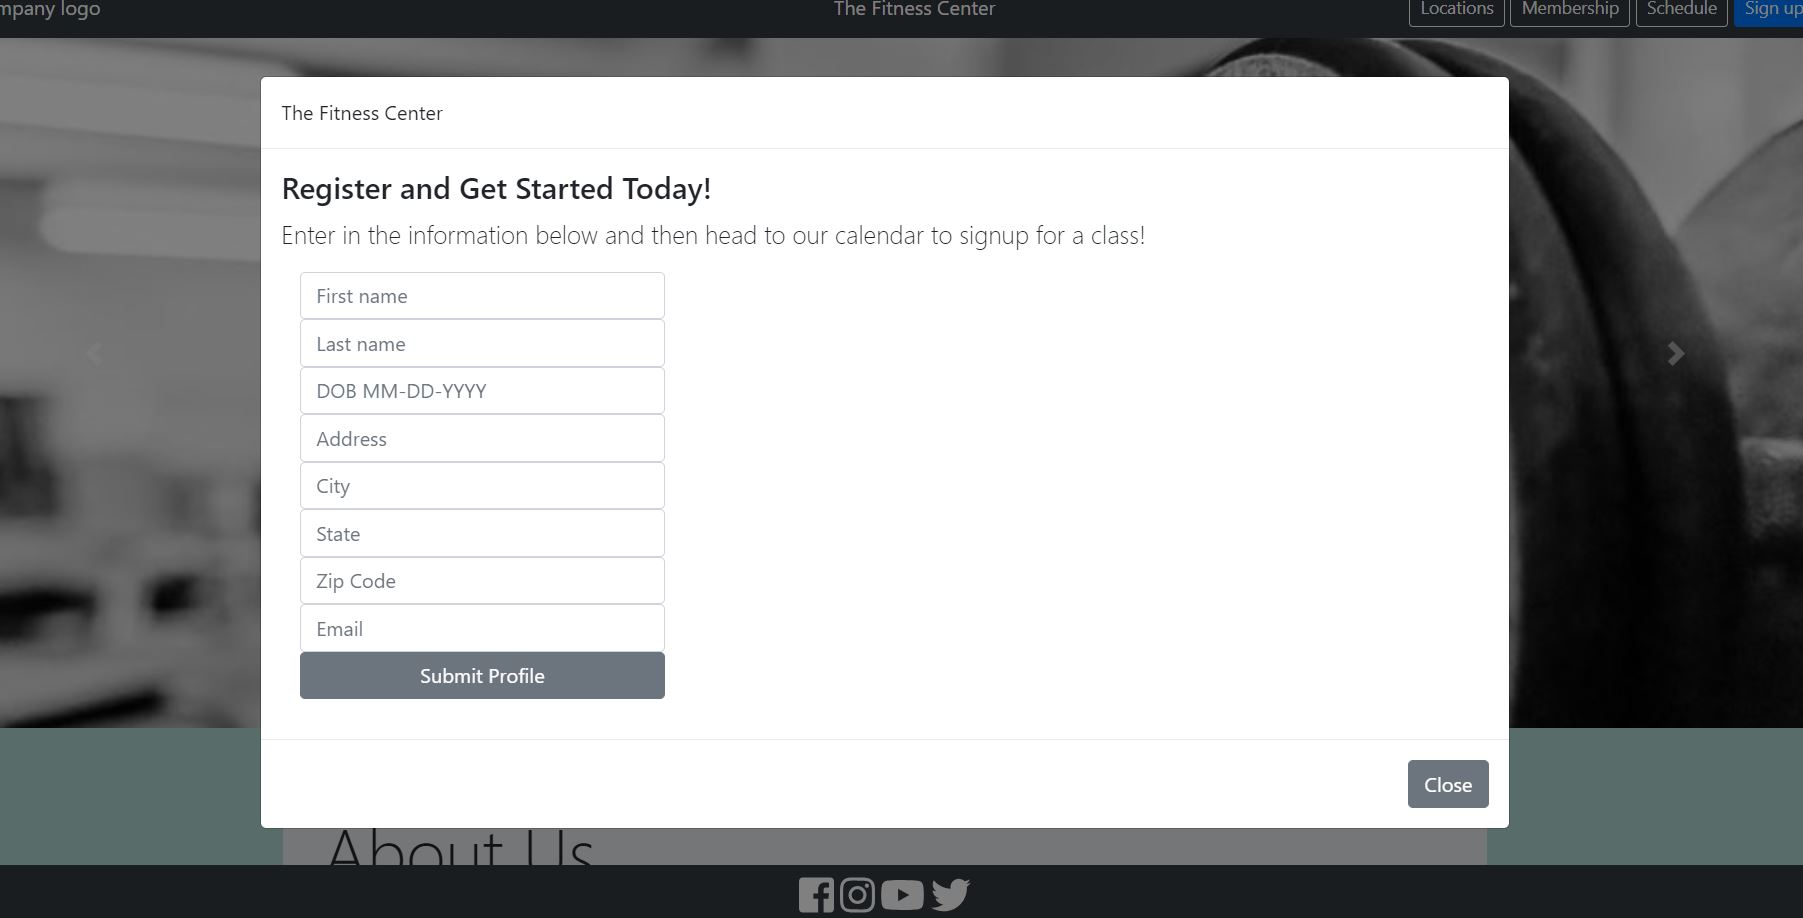 mpany logo
The Fitness Center
Locations
Membership
Schedule
Sign up
The Fitness Center
Register and Get Started Today!
Enter in the information below and then head to our calendar to signup for a class!
First name
Last name
DOB MM-DD-YYYY
Address
City
State
Zip Code
Email
Submit Profile
Close
About Us